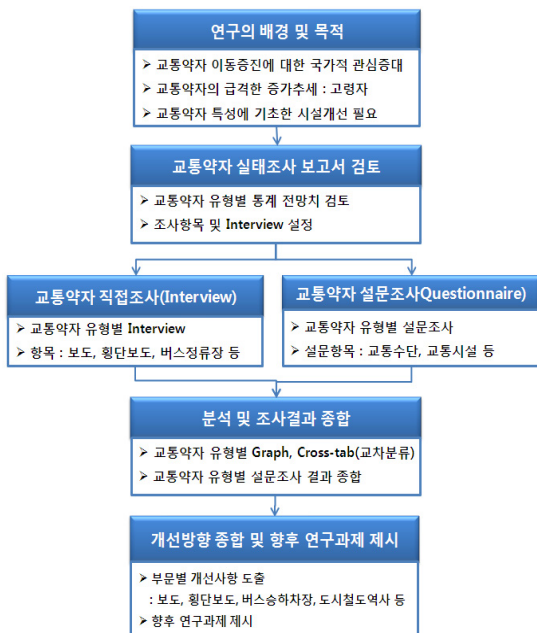 연구의 배경 및 목적
➢ 교통약자 이동증진에 대한 국가적 관심증대
➢ 교통약자의 급격한 증가추세 : 고령자
➢ 교통약자 특성에 기초한 시설개선 필요
교통약자 실태조사 보고서 검토
➢ 교통약자 유형별 통계 전망치 검토
➢ 조사항목 및 Interview 설정
교통약자 직접조사(Interview)
➢ 교통약자 유형별 Interview
➢ 항목 : 보도, 횡단보도, 버스정류장 등
교통약자 설문조사Questionnaire)
➢ 교통약자 유형별 설문조사
➢ 설문항목 : 교통수단, 교통시설 등
분석 및 조사결과 종합
➢ 교통약자 유형별 Graph, Cross-tab(교차분류)
➢ 교통약자 유형별 설문조사 결과 종합
개선방향 종합 및 향후 연구과제 제시
➢ 부문별 개선사항 도출
: 보도, 횡단보도, 버스승하차장, 도시철도역사 등
➢ 향후 연구과제 제시